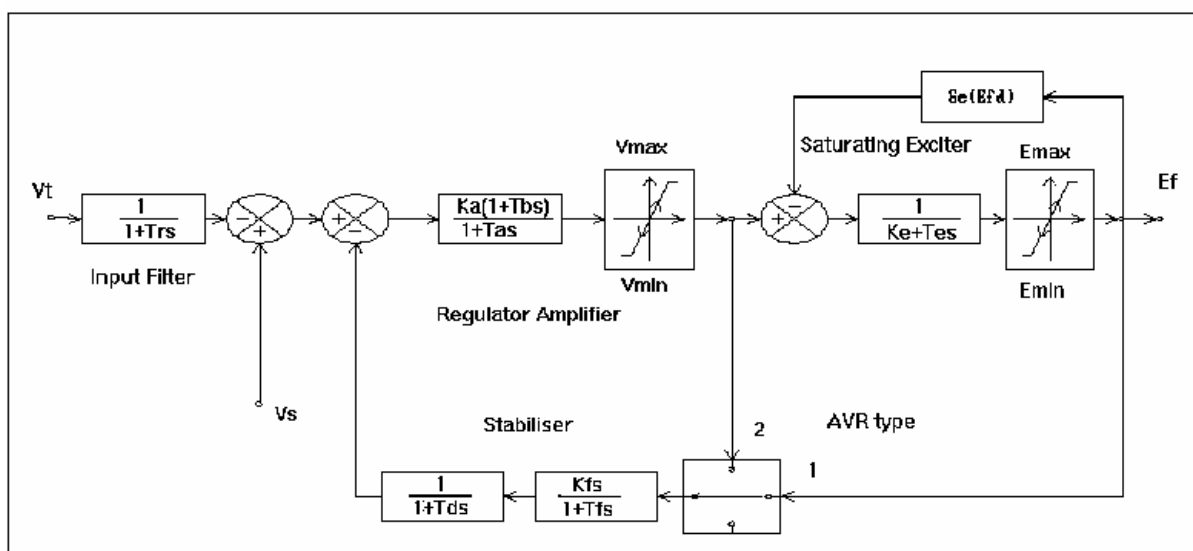 Se(Efd)
Saturating Exciter
Vmax
Emax
Vt
Ef
1
1+Trs
-
+
+
-
Ka(1+Tbs)
1+Tas
+
-
1
Ke+Tes
Input Filter
Vmin
Emin
Regulator Amplifier
Vs
Stabiliser
2
AVR type
1
1
1+Tds
Kfs
1+Tfs